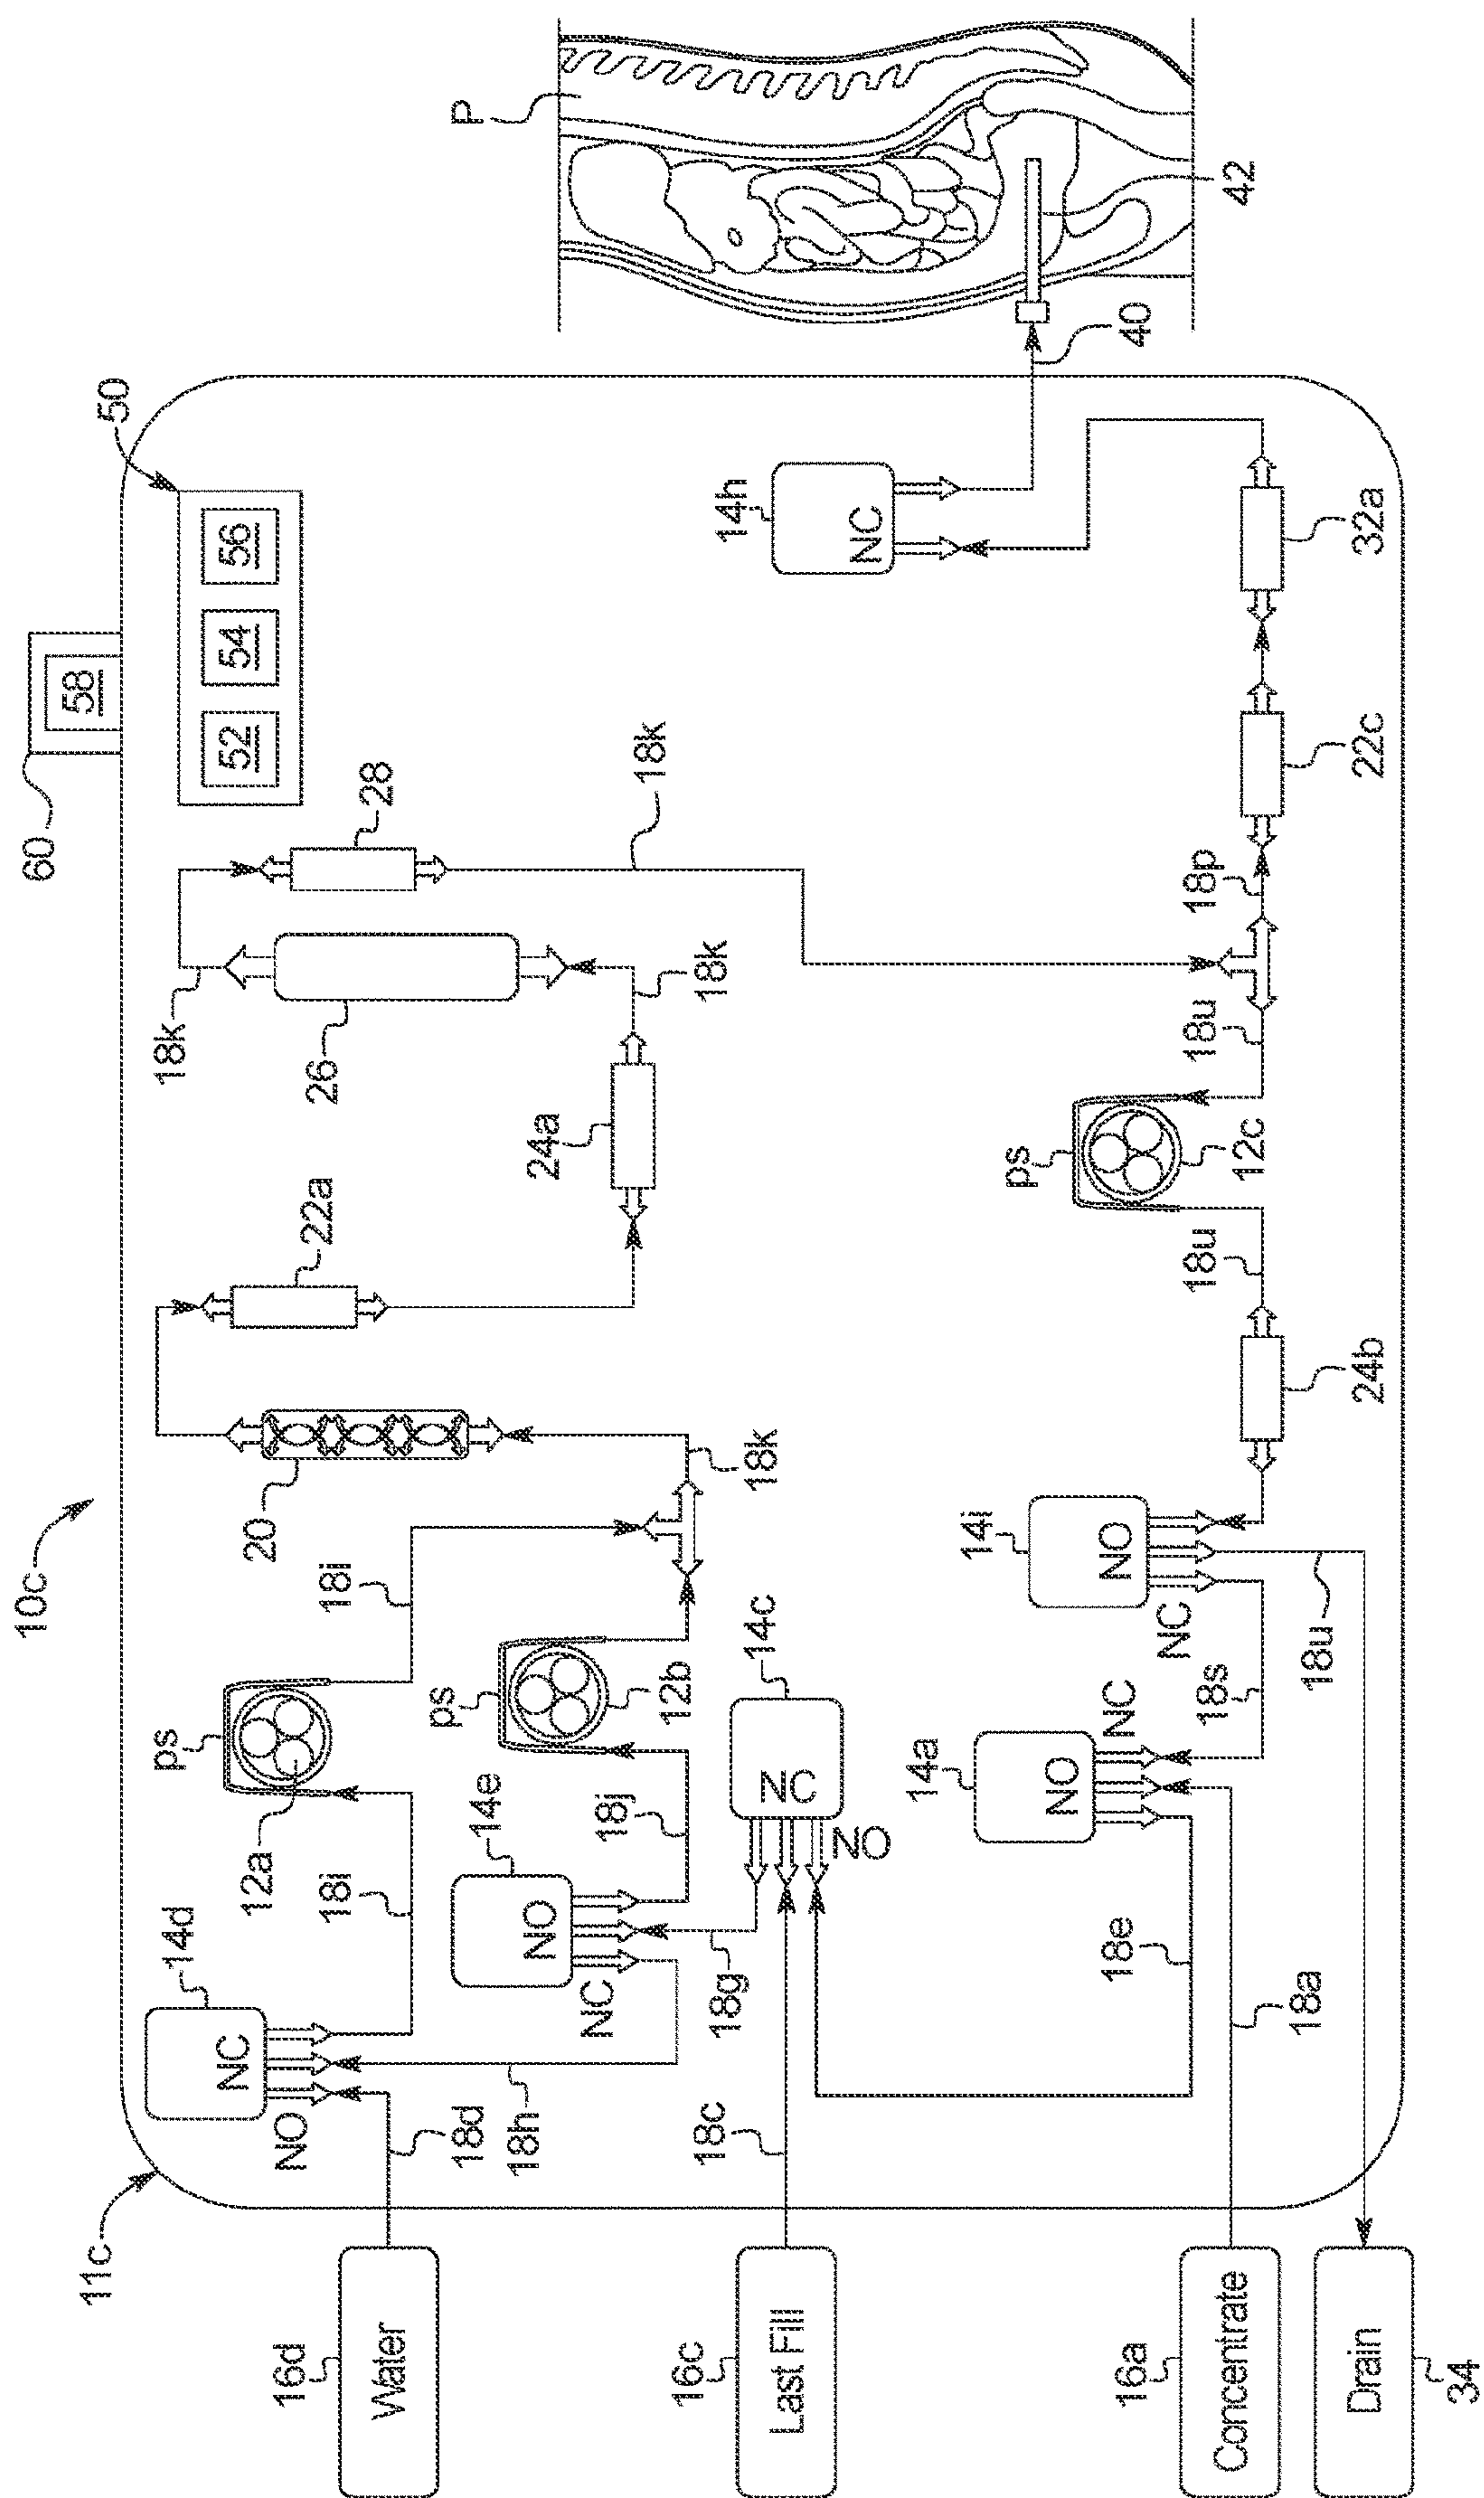 10c
11c
60
58
50
52
54
56
P
42
40
14h
NC
32a
22c
18p
18u
28
18k
18k
26
18k
24a
22a
20
18k
ps
12c
18u
24b
14i
NO
NC
18u
18s
18i
ps
12a
18i
ps
12b
18j
14e
NO
NC
14d
NC
NO
18d
18h
18g
14c
NC
NO
14a
NO
NC
18e
18a
18c
16d
Water
16c
Last Fill
16a
Concentrate
Drain
34